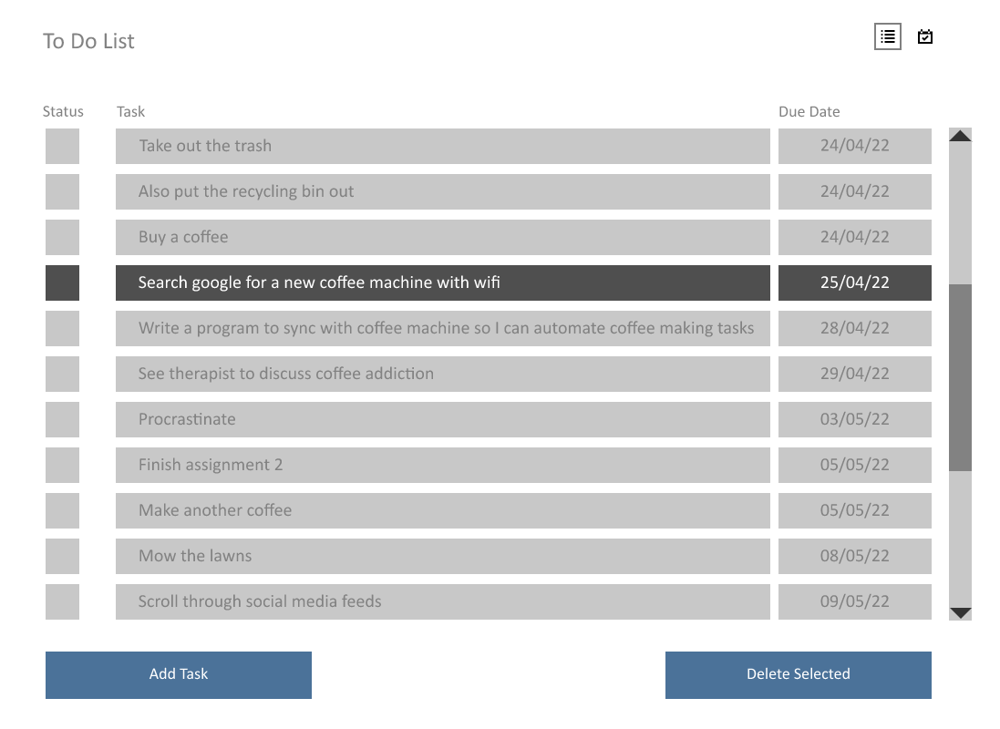 To Do List
Status Task Due Date
Take out the trash 24/04/22
Also put the recycling bin out 24/04/22
Buy a coffee 24/04/22
Search google for a new coffee machine with wifi 25/04/22
Write a program to sync with coffee machine so I can automate coffee making tasks 28/04/22
See therapist to discuss coffee addiction 29/04/22
Procrastinate 03/05/22
Finish assignment 2 05/05/22
Make another coffee 05/05/22
Mow the lawns 08/05/22
Scroll through social media feeds 09/05/22
Add Task Delete Selected